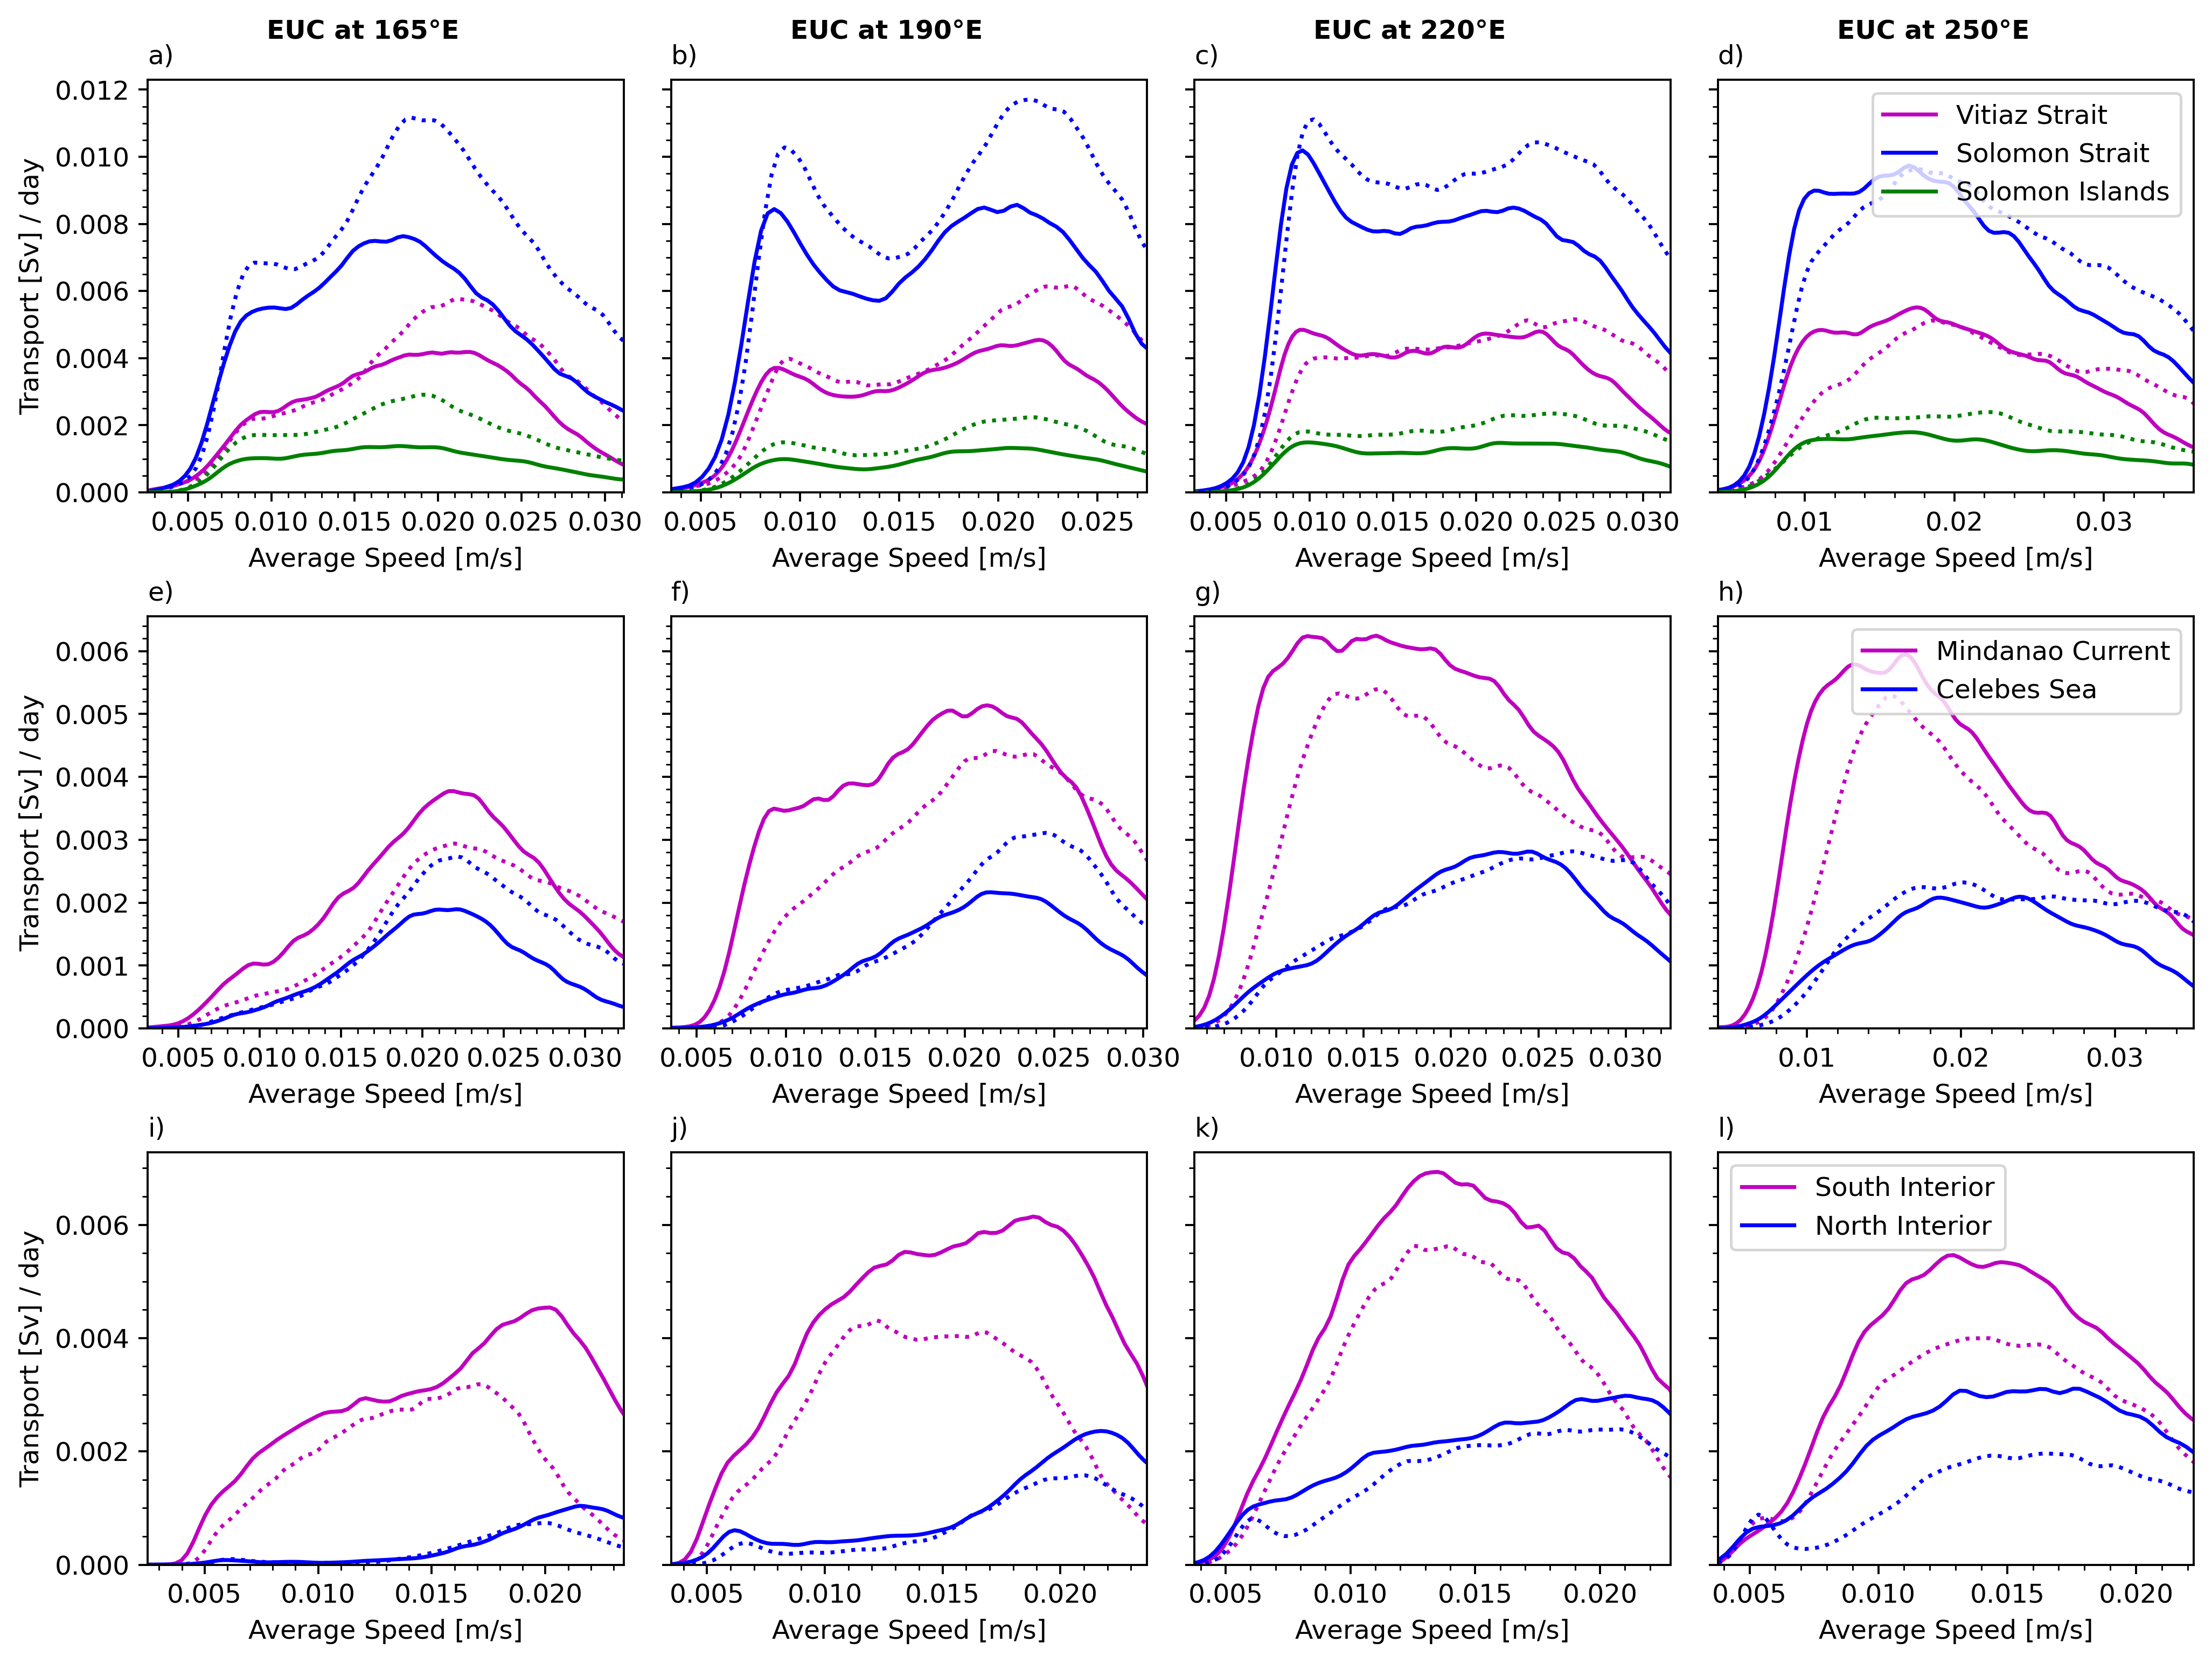 EUC at 165°E EUC at 190°E EUC at 220°E EUC at 250°E
a) b) c) d)
Transport [Sv] / day
0.012
0.010
0.008
0.006
0.004
0.002
0.000
Vitiaz Strait
Solomon Strait
Solomon Islands
0.005 0.010 0.015 0.020 0.025 0.030
0.005 0.010 0.015 0.020 0.025
0.005 0.010 0.015 0.020 0.025 0.030
0.01 0.02 0.03
Average Speed [m/s] Average Speed [m/s] Average Speed [m/s] Average Speed [m/s]
e) f) g) h)
Transport [Sv] / day
0.006
0.005
0.004
0.003
0.002
0.001
0.000
Mindanao Current
Celebes Sea
0.005 0.010 0.015 0.020 0.025 0.030
0.005 0.010 0.015 0.020 0.025 0.030
0.010 0.015 0.020 0.025 0.030
0.01 0.02 0.03
Average Speed [m/s] Average Speed [m/s] Average Speed [m/s] Average Speed [m/s]
i) j) k) l)
Transport [Sv] / day
0.006
0.004
0.002
0.000
South Interior
North Interior
0.005 0.010 0.015 0.020
0.005 0.010 0.015 0.020
0.005 0.010 0.015 0.020
0.005 0.010 0.015 0.020
Average Speed [m/s] Average Speed [m/s] Average Speed [m/s] Average Speed [m/s]